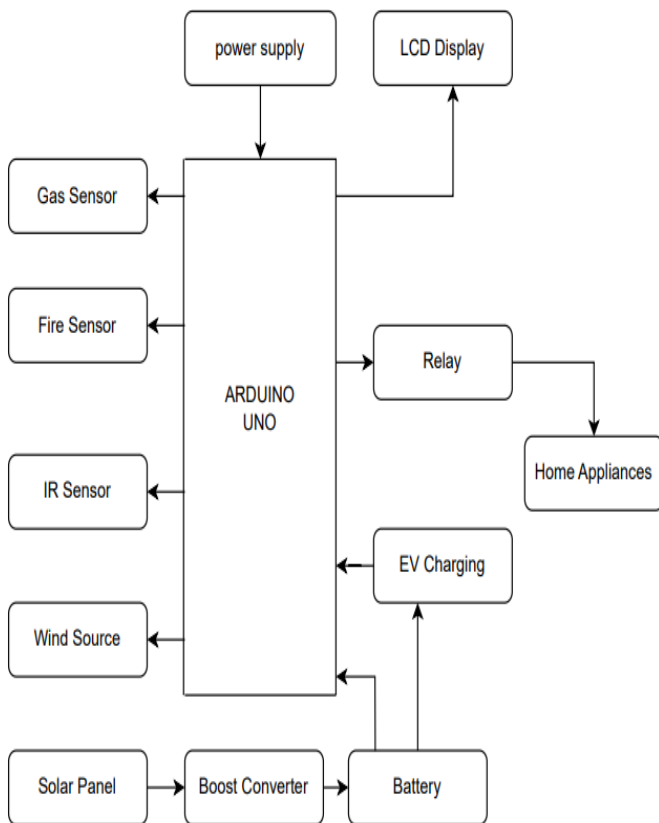 power supply
LCD Display
Gas Sensor
Fire Sensor
ARDUINO
UNO
Relay
Home Appliances
IR Sensor
EV Charging
Wind Source
Solar Panel
Boost Converter
Battery